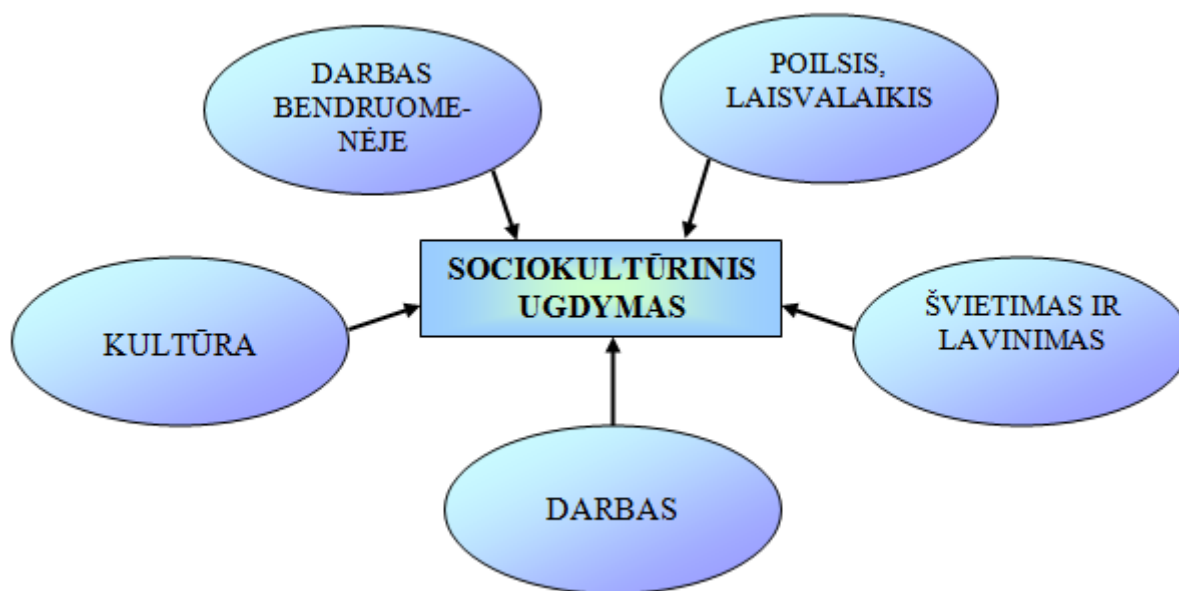 DARBAS
BENDRUOME-
NĖJE
POILSIS,
LAISVALAIKIS
SOCIOKULTŪRINIS
UGDYMAS
KULTŪRA
ŠVIETIMAS IR
LAVINIMAS
DARBAS